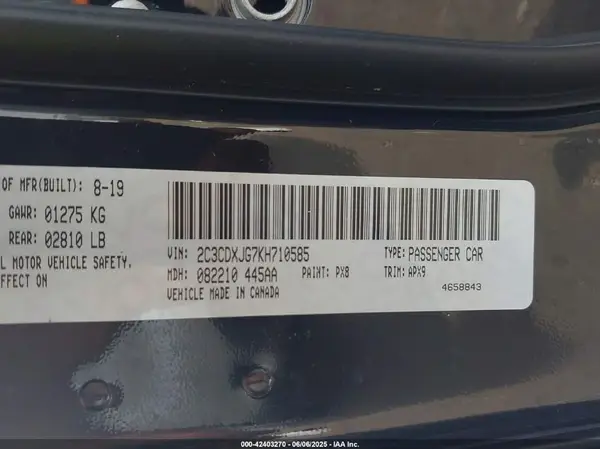 OF MFR(BUILT): 8-19
GAWR: 01275 KG
REAR: 02810 LB
L MOTOR VEHICLE SAFETY,
EFFECT ON
VIN: 2C3CDXJG7KH710585
TYPE: PASSENGER CAR
MDH: 082210 445AA
PAINT: PX8
TRIM: APX9
VEHICLE MADE IN CANADA
4658843
000-42403270 - 06/06/2025 - IAA Inc.